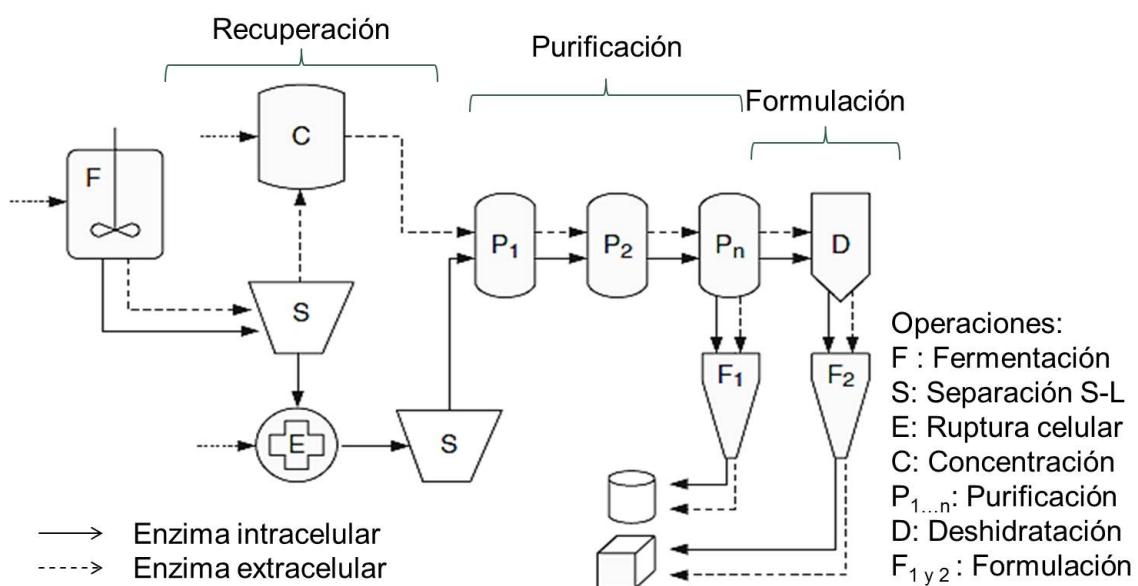 Recuperación
Purificación
Formulación
F
C
S
E
S
P1
P2
Pn
D
F1
F2
Operaciones:
F : Fermentación
S: Separación S-L
E: Ruptura celular
C: Concentración
P1...n: Purificación
D: Deshidratación
F1 y 2 : Formulación
Enzima intracelular
Enzima extracelular